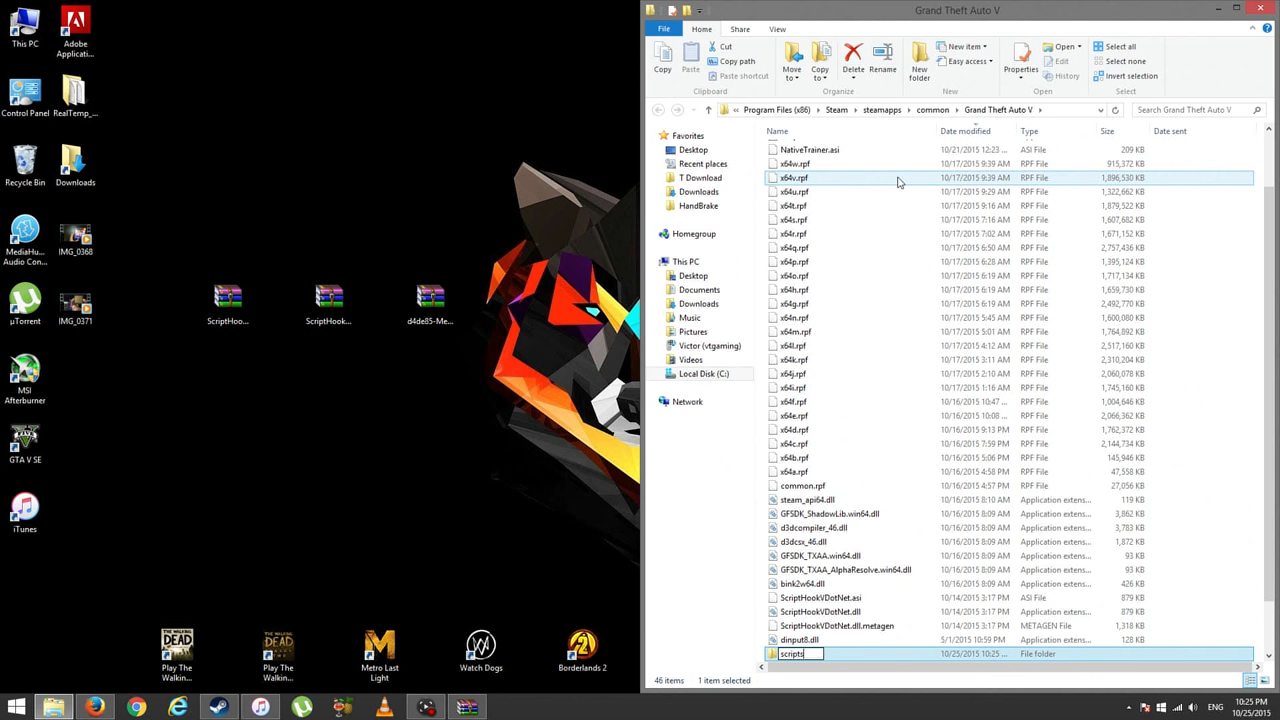 This PC
Adobe
Applicati...
Control Panel
RealTemp_...
Recycle Bin
Downloads
MediaHu...
Audio Con...
IMG_0368
µTorrent
IMG_0371
MSI
Afterburner
GTA V SE
iTunes
ScriptHoo...
ScriptHook...
d4de85-Me...
Play The
Walkin...
Play The
Walkin...
Metro Last
Light
Watch Dogs
Borderlands 2
Grand Theft Auto V
File
Home
Share
View
Copy
Paste
Cut
Copy path
Paste shortcut
Clipboard
Move
to
Copy
to
Delete
Rename
Organize
New
folder
New item
Easy access
New
Properties
Open
Edit
History
Open
Select all
Select none
Invert selection
Select
Program Files (x86)
Steam
steamapps
common
Grand Theft Auto V
Search Grand Theft Auto V
Favorites
Desktop
Recent places
T Download
Downloads
HandBrake
Homegroup
This PC
Desktop
Documents
Downloads
Music
Pictures
Victor (vtgaming)
Videos
Local Disk (C:)
Network
Name Date modified Type Size Date sent
NativeTrainer.asi 10/21/2015 12:23 ... ASI File 209 KB
x64w.rpf 10/17/2015 9:39 AM RPF File 915,372 KB
x64v.rpf 10/17/2015 9:39 AM RPF File 1,896,530 KB
x64u.rpf 10/17/2015 9:29 AM RPF File 1,322,662 KB
x64t.rpf 10/17/2015 9:16 AM RPF File 1,879,522 KB
x64s.rpf 10/17/2015 7:16 AM RPF File 1,607,682 KB
x64r.rpf 10/17/2015 7:02 AM RPF File 1,671,152 KB
x64q.rpf 10/17/2015 6:50 AM RPF File 2,757,436 KB
x64p.rpf 10/17/2015 6:28 AM RPF File 1,395,124 KB
x64o.rpf 10/17/2015 6:19 AM RPF File 1,717,134 KB
x64h.rpf 10/17/2015 6:19 AM RPF File 1,659,730 KB
x64g.rpf 10/17/2015 6:19 AM RPF File 2,492,770 KB
x64n.rpf 10/17/2015 5:45 AM RPF File 1,600,080 KB
x64m.rpf 10/17/2015 5:01 AM RPF File 1,764,892 KB
x64l.rpf 10/17/2015 4:12 AM RPF File 2,517,160 KB
x64k.rpf 10/17/2015 3:11 AM RPF File 2,310,204 KB
x64j.rpf 10/17/2015 2:10 AM RPF File 2,060,078 KB
x64i.rpf 10/17/2015 1:16 AM RPF File 1,745,160 KB
x64f.rpf 10/16/2015 10:47 ... RPF File 1,004,646 KB
x64e.rpf 10/16/2015 10:08 ... RPF File 2,066,362 KB
x64d.rpf 10/16/2015 9:13 PM RPF File 1,762,372 KB
x64c.rpf 10/16/2015 7:59 PM RPF File 2,144,734 KB
x64b.rpf 10/16/2015 5:06 PM RPF File 145,946 KB
x64a.rpf 10/16/2015 4:58 PM RPF File 47,558 KB
common.rpf 10/16/2015 4:57 PM RPF File 27,056 KB
steam_api64.dll 10/16/2015 8:10 AM Application extens... 119 KB
GFSDK_ShadowLib.win64.dll 10/16/2015 8:09 AM Application extens... 3,862 KB
d3dcompiler_46.dll 10/16/2015 8:09 AM Application extens... 3,783 KB
d3dcsx_46.dll 10/16/2015 8:09 AM Application extens... 1,872 KB
GFSDK_TXAA.win64.dll 10/16/2015 8:09 AM Application extens... 93 KB
GFSDK_TXAA_AlphaResolve.win64.dll 10/16/2015 8:09 AM Application extens... 93 KB
bink2w64.dll 10/16/2015 8:09 AM Application extens... 426 KB
ScriptHookVDotNet.asi 10/14/2015 3:17 PM ASI File 879 KB
ScriptHookVDotNet.dll 10/14/2015 3:17 PM Application extens... 879 KB
ScriptHookVDotNet.dll.metagen 10/14/2015 3:17 PM METAGEN File 1,318 KB
dinput8.dll 5/1/2015 10:59 PM Application extens... 128 KB
scripts 10/25/2015 10:25 ... File folder
46 items 1 item selected
ENG
10:25 PM
10/25/2015